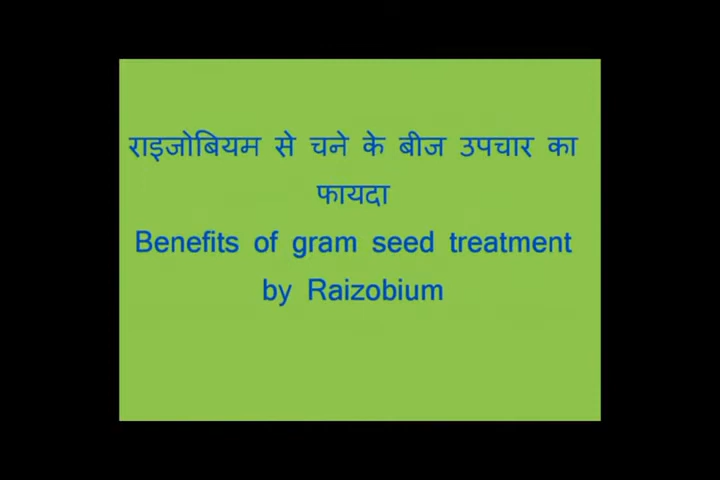 राइजोबियम से चने के बीज उपचार का
फायदा
Benefits of gram seed treatment
by Raizobium